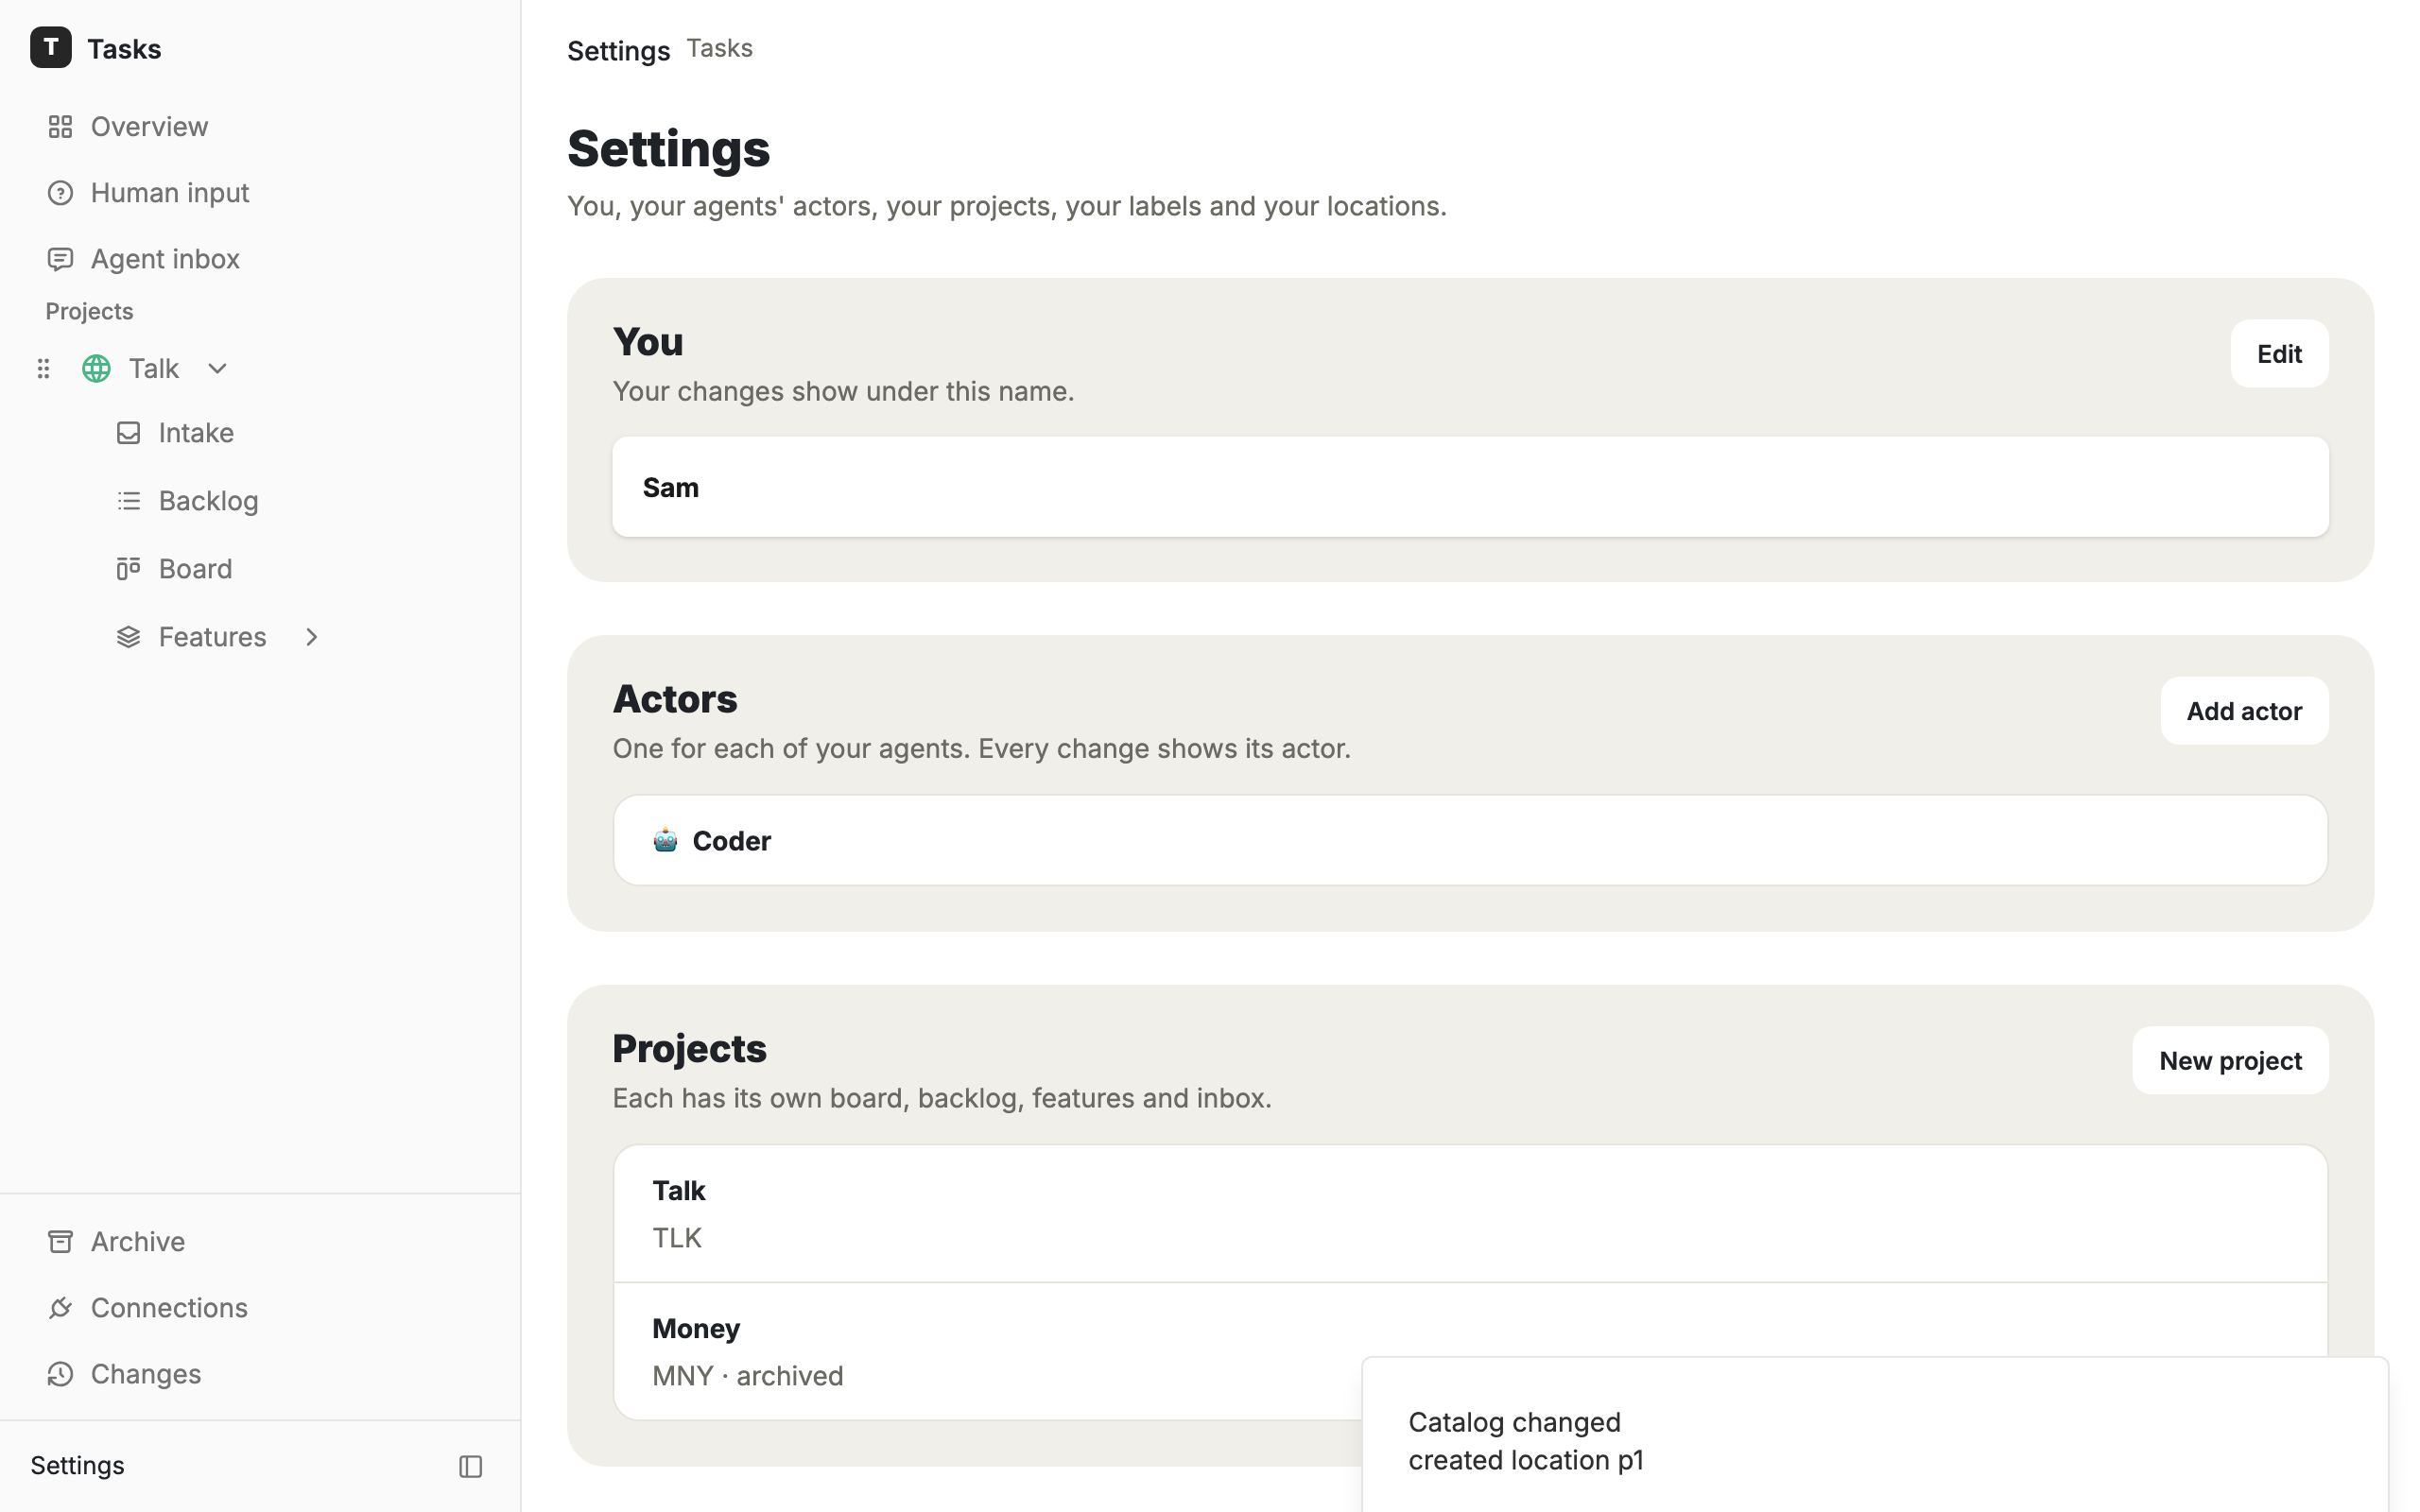 T Tasks
Overview
Human input
Agent inbox
Projects
Talk
Intake
Backlog
Board
Features
Archive
Connections
Changes
Settings
Settings Tasks
Settings
You, your agents' actors, your projects, your labels and your locations.
You
Edit
Your changes show under this name.
Sam
Actors
Add actor
One for each of your agents. Every change shows its actor.
Coder
Projects
New project
Each has its own board, backlog, features and inbox.
Talk
TLK
Money
MNY · archived
Catalog changed
created location p1